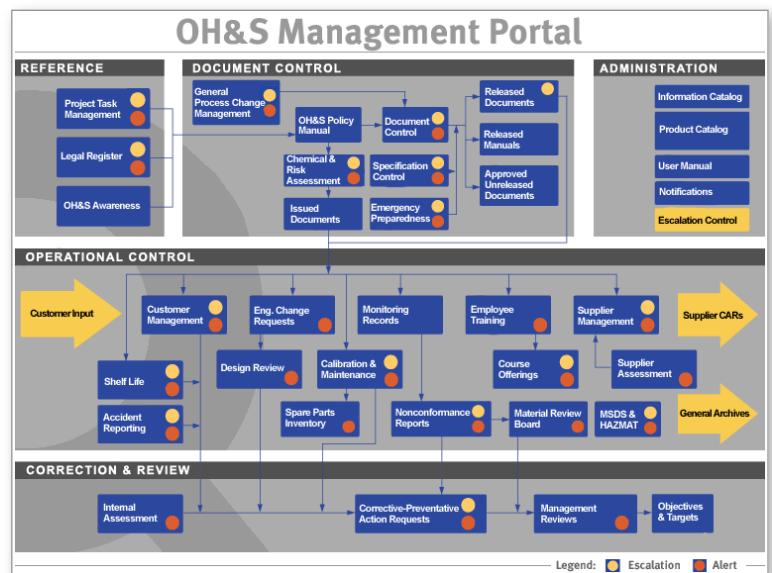 OH&S Management Portal
REFERENCE
Project Task
Management
Legal Register
OH&S Awareness
DOCUMENT CONTROL
General
Process Change
Management
OH&S Policy
Manual
Document
Control
Released
Documents
Released
Manuals
Chemical &
Risk
Assessment
Specification
Control
Approved
Unreleased
Documents
Issued
Documents
Emergency
Preparedness
ADMINISTRATION
Information Catalog
Product Catalog
User Manual
Notifications
Escalation Control
OPERATIONAL CONTROL
Customer Input
Customer
Management
Eng. Change
Requests
Monitoring
Records
Employee
Training
Supplier
Management
Supplier CARs
Shelf Life
Design Review
Calibration &
Maintenance
Course
Offerings
Supplier
Assessment
Accident
Reporting
Spare Parts
Inventory
Nonconformance
Reports
Material Review
Board
MSDS &
HAZMAT
General Archives
CORRECTION & REVIEW
Internal
Assessment
Corrective-Preventative
Action Requests
Management
Reviews
Objectives
& Targets
Legend: Escalation Alert